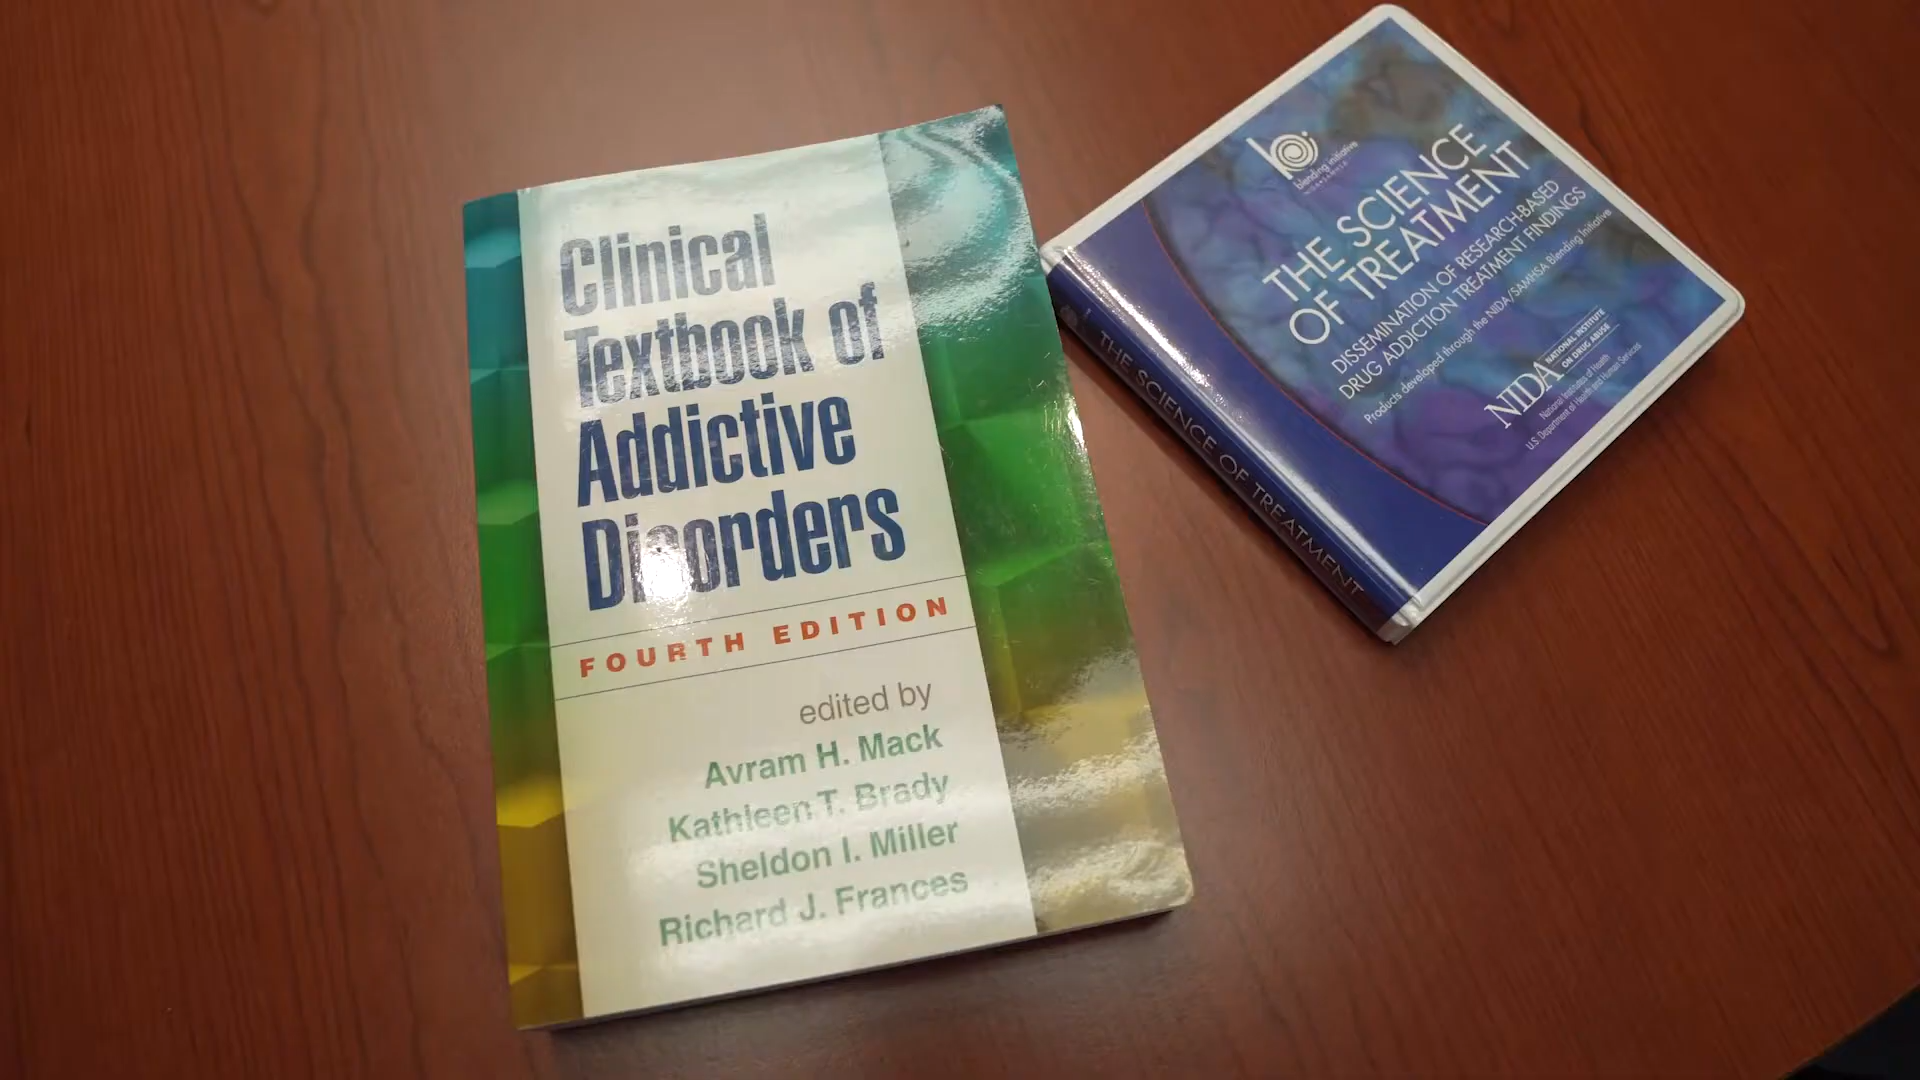 Clinical
Textbook of
Addictive
Disorders
FOURTH EDITION
edited by
Avram H. Mack
Kathleen T. Brady
Sheldon I. Miller
Richard J. Frances
blending initiative
THE SCIENCE
OF TREATMENT
DISSEMINATION OF RESEARCH-BASED
DRUG ADDICTION TREATMENT FINDINGS
Products developed through the NIDA/SAMHSA Blending Initiative
NIDA NATIONAL INSTITUTE
ON DRUG ABUSE
National Institutes of Health
U.S. Department of Health and Human Services
THE SCIENCE OF TREATMENT